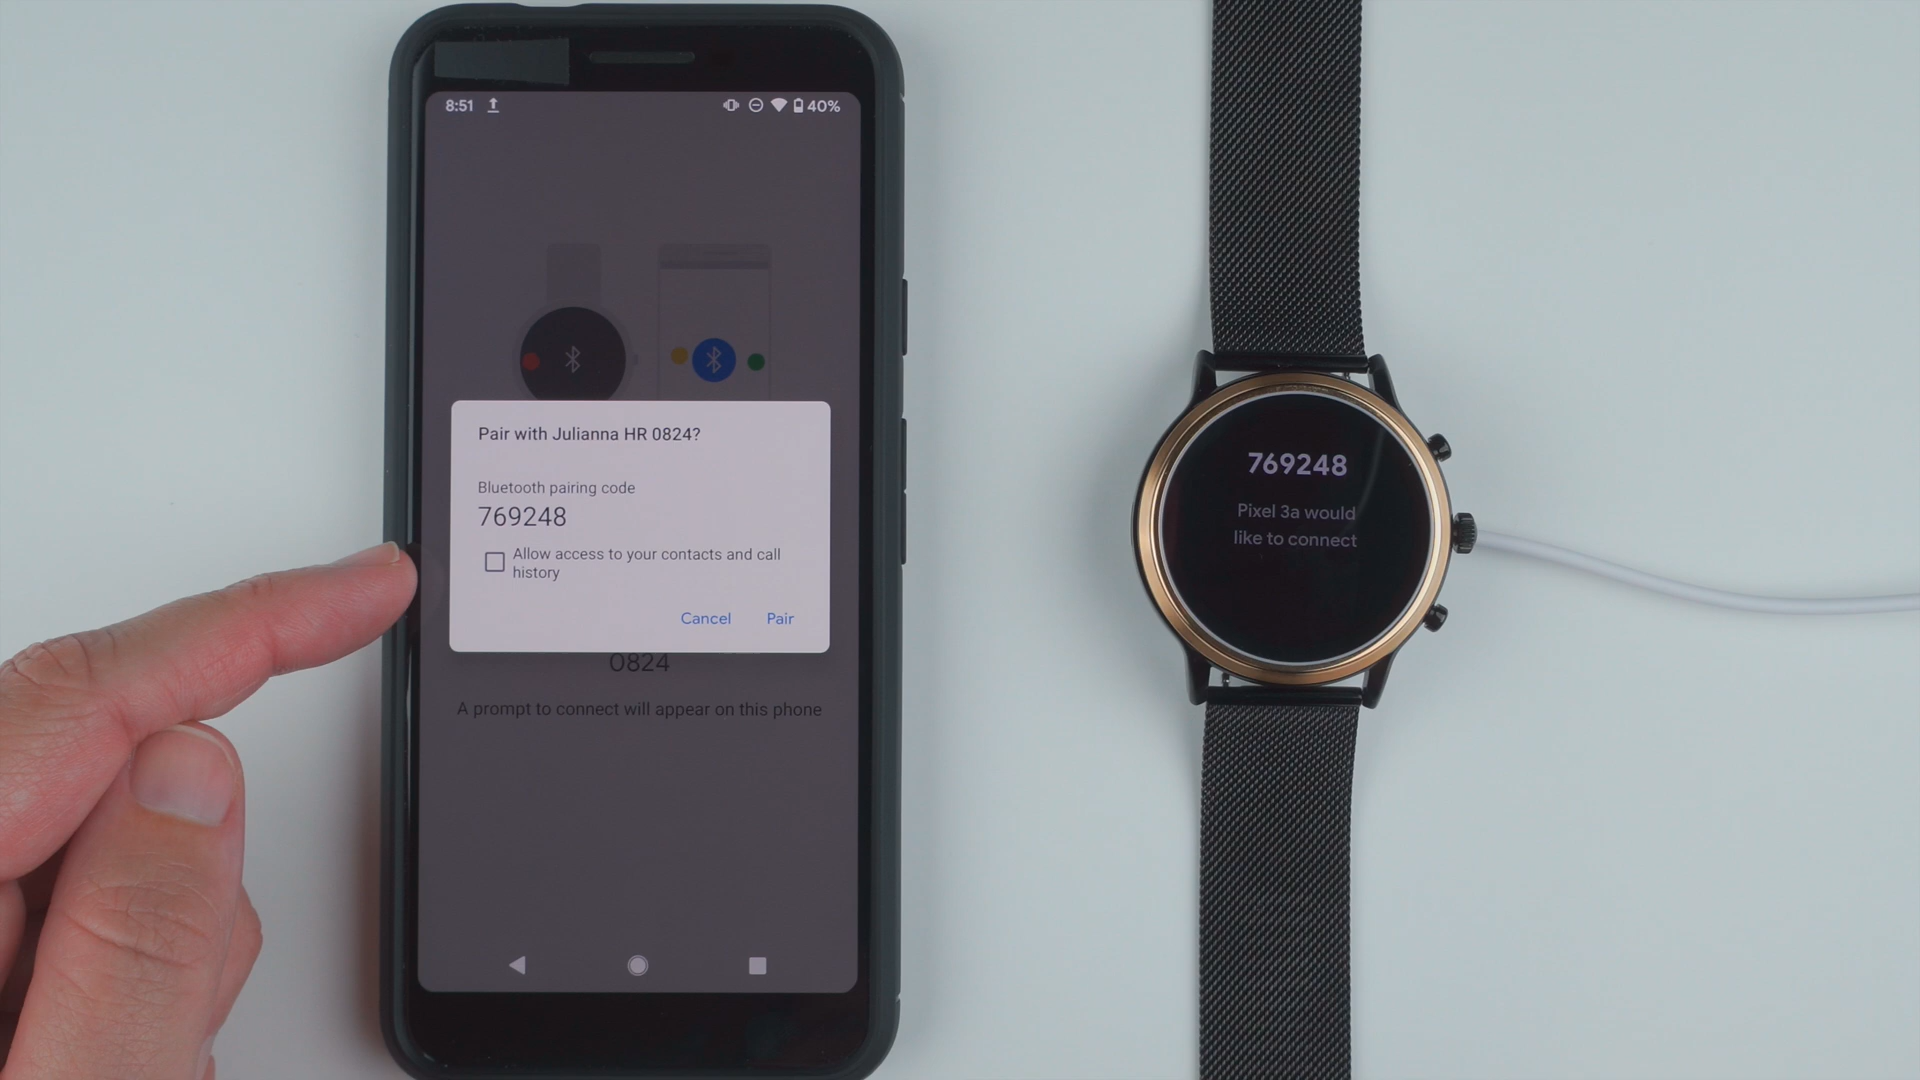 8:51
40%
Pair with Julianna HR 0824?
Bluetooth pairing code
769248
Allow access to your contacts and call
history
Cancel Pair
0824
A prompt to connect will appear on this phone
769248
Pixel 3a would
like to connect